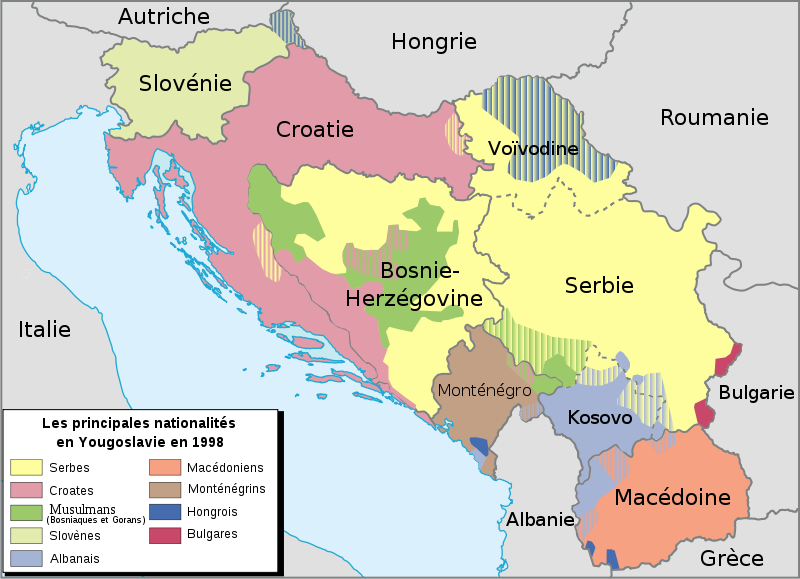 Autriche
Hongrie
Slovénie
Roumanie
Croatie
Voïvodine
Bosnie-
Herzégovine
Serbie
Italie
Monténégro
Bulgarie
Kosovo
Les principales nationalités
en Yougoslavie en 1998
Serbes
Croates
Musulmans
(Bosniaques et Gorans)
Slovènes
Albanais
Macédoniens
Monténégrins
Hongrois
Bulgares
Macédoine
Albanie
Grèce